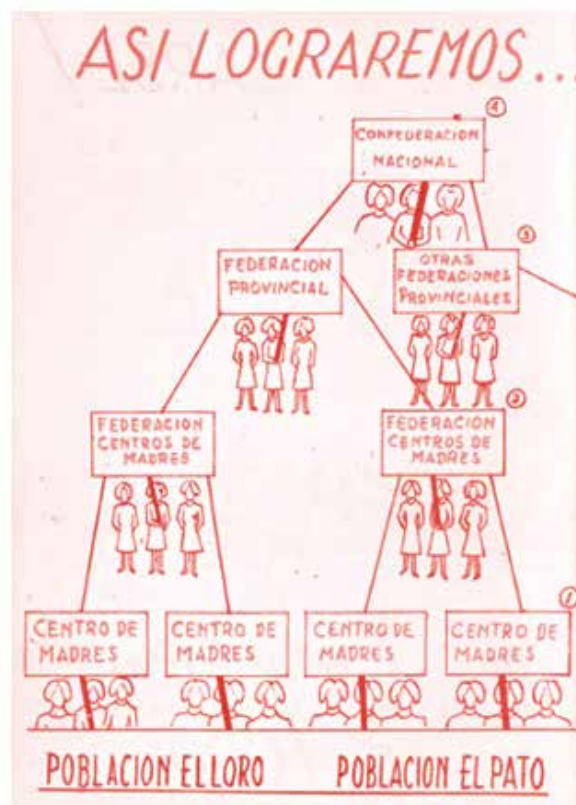 ASI LOGRAREMOS...
4
CONFEDERACION
NACIONAL
3
FEDERACION
PROVINCIAL
OTRAS
FEDERACIONES
PROVINCIALES
2
FEDERACION
CENTROS DE
MADRES
FEDERACION
CENTROS DE
MADRES
1
CENTRO DE
MADRES
CENTRO DE
MADRES
CENTRO DE
MADRES
CENTRO DE
MADRES
POBLACION EL LORO
POBLACION EL PATO